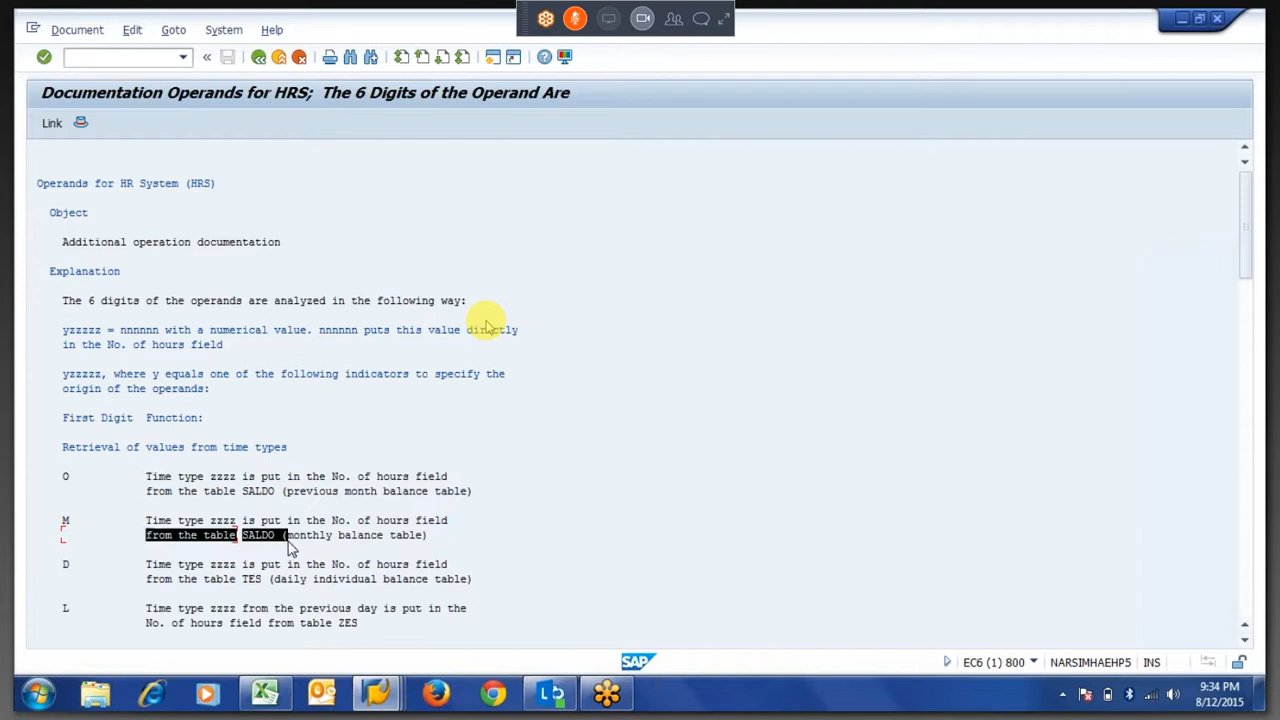 Document Edit Goto System Help
Documentation Operands for HRS; The 6 Digits of the Operand Are
Link
Operands for HR System (HRS)
Object
Additional operation documentation
Explanation
The 6 digits of the operands are analyzed in the following way:
yzzzzz = nnnnnn with a numerical value. nnnnnn puts this value directly
in the No. of hours field
yzzzzz, where y equals one of the following indicators to specify the
origin of the operands:
First Digit Function:
Retrieval of values from time types
O Time type zzzz is put in the No. of hours field
from the table SALDO (previous month balance table)
M Time type zzzz is put in the No. of hours field
from the table SALDO (monthly balance table)
D Time type zzzz is put in the No. of hours field
from the table TES (daily individual balance table)
L Time type zzzz from the previous day is put in the
No. of hours field from table ZES
SAP EC6 (1) 800 NARSIMHAEHP5 INS
9:34 PM
8/12/2015